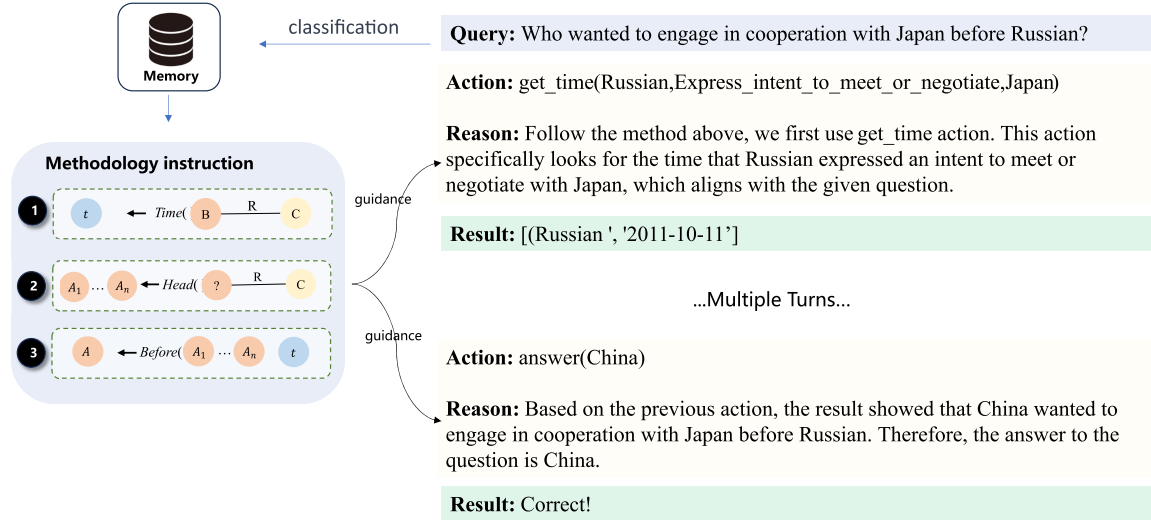 Memory
classification
Query: Who wanted to engage in cooperation with Japan before Russian?
Action: get_time(Russian,Express_intent_to_meet_or_negotiate,Japan)
Reason: Follow the method above, we first use get_time action. This action
specifically looks for the time that Russian expressed an intent to meet or
negotiate with Japan, which aligns with the given question.
Result: [(Russian ', '2011-10-11’]
...Multiple Turns...
Action: answer(China)
Reason: Based on the previous action, the result showed that China wanted to
engage in cooperation with Japan before Russian. Therefore, the answer to the
question is China.
Result: Correct!
Methodology instruction
1 t Time( B R C
2 A1 … An Head( ? R C
3 A Before( A1 … An t
guidance
guidance